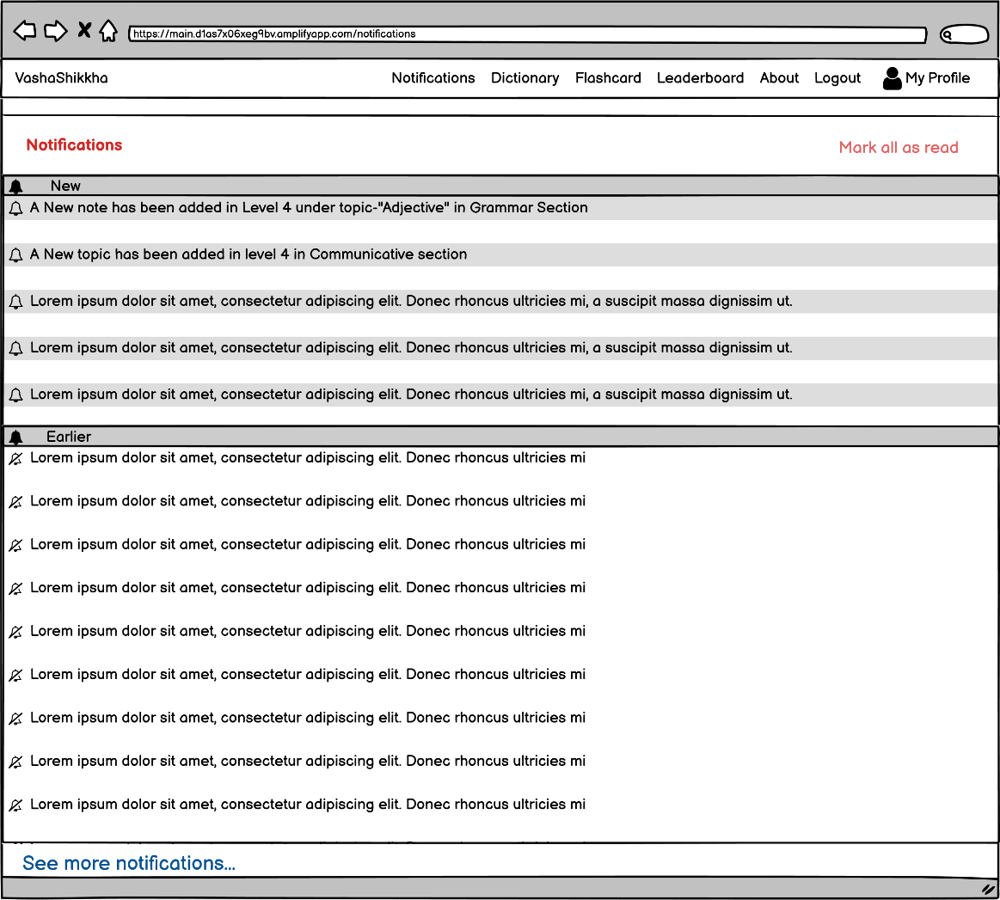 https://main.d1as7x06xeg9bv.amplifyapp.com/notifications
VashaShikkha Notifications Dictionary Flashcard Leaderboard About Logout My Profile
Notifications Mark all as read
New
A New note has been added in Level 4 under topic-"Adjective" in Grammar Section
A New topic has been added in level 4 in Communicative section
Lorem ipsum dolor sit amet, consectetur adipiscing elit. Donec rhoncus ultricies mi, a suscipit massa dignissim ut.
Lorem ipsum dolor sit amet, consectetur adipiscing elit. Donec rhoncus ultricies mi, a suscipit massa dignissim ut.
Lorem ipsum dolor sit amet, consectetur adipiscing elit. Donec rhoncus ultricies mi, a suscipit massa dignissim ut.
Earlier
Lorem ipsum dolor sit amet, consectetur adipiscing elit. Donec rhoncus ultricies mi
Lorem ipsum dolor sit amet, consectetur adipiscing elit. Donec rhoncus ultricies mi
Lorem ipsum dolor sit amet, consectetur adipiscing elit. Donec rhoncus ultricies mi
Lorem ipsum dolor sit amet, consectetur adipiscing elit. Donec rhoncus ultricies mi
Lorem ipsum dolor sit amet, consectetur adipiscing elit. Donec rhoncus ultricies mi
Lorem ipsum dolor sit amet, consectetur adipiscing elit. Donec rhoncus ultricies mi
Lorem ipsum dolor sit amet, consectetur adipiscing elit. Donec rhoncus ultricies mi
Lorem ipsum dolor sit amet, consectetur adipiscing elit. Donec rhoncus ultricies mi
Lorem ipsum dolor sit amet, consectetur adipiscing elit. Donec rhoncus ultricies mi
See more notifications...